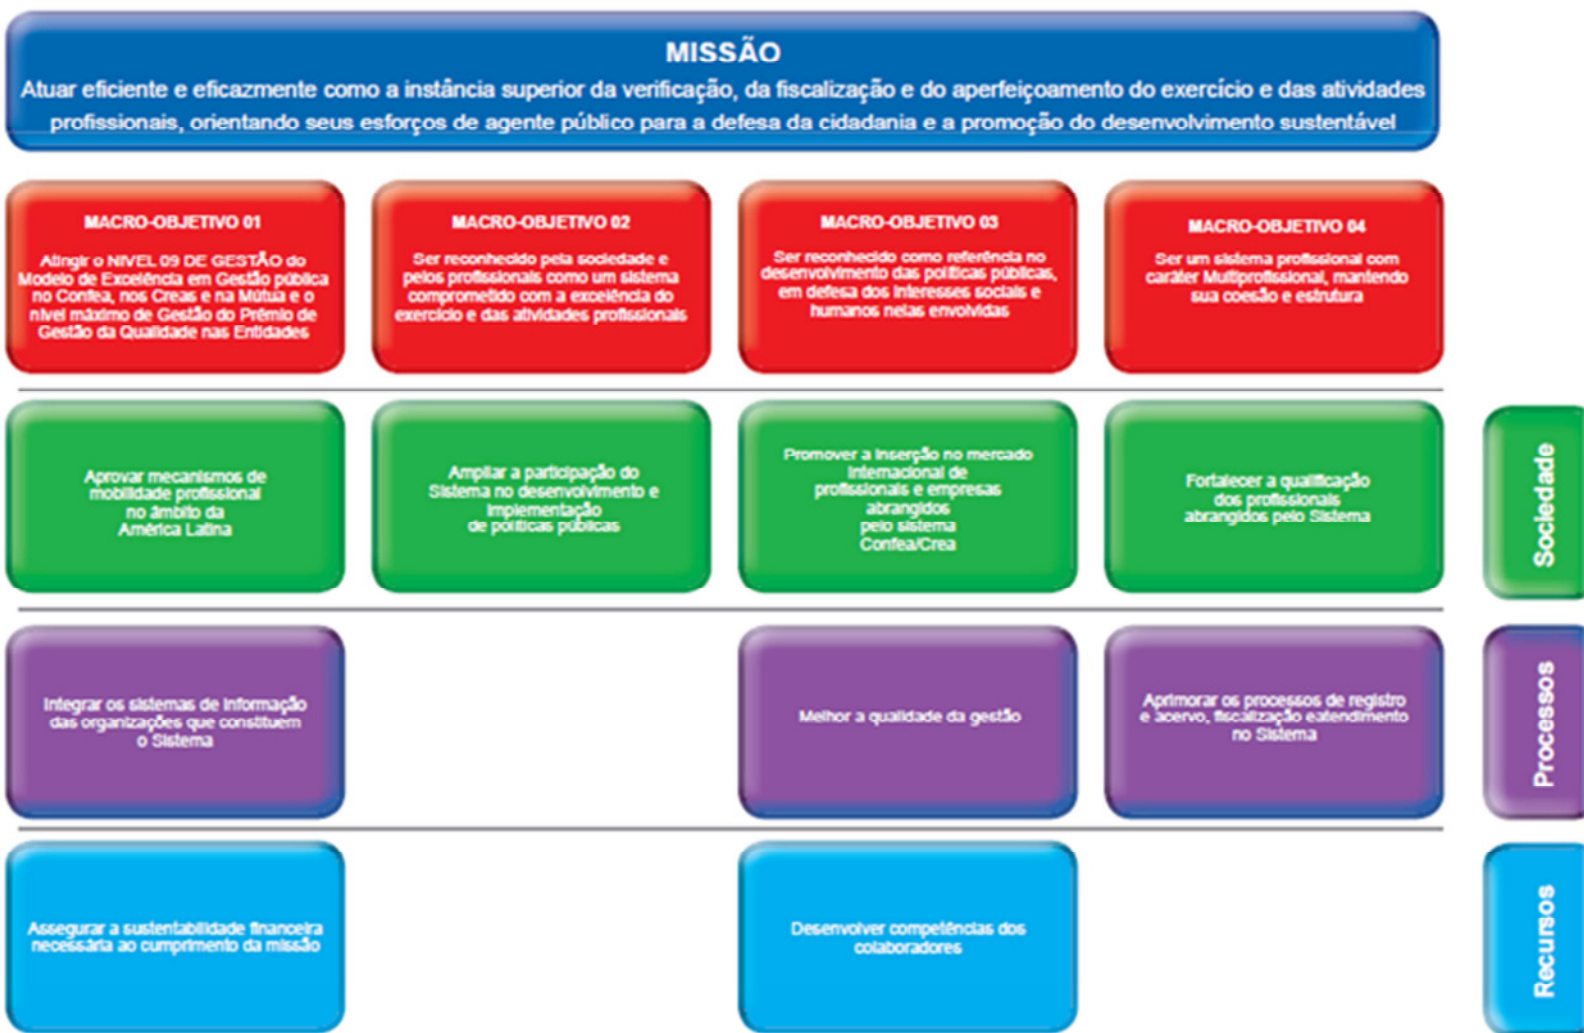 MISSÃO
Atuar eficiente e eficazmente como a instância superior da verificação, da fiscalização e do aperfeiçoamento do exercício e das atividades
profissionais, orientando seus esforços de agente público para a defesa da cidadania e a promoção do desenvolvimento sustentável
MACRO-OBJETIVO 01
Atingir o NIVEL 09 DE GESTÃO do
Modelo de Excelência em Gestão pública
no Confea, nos Creas e na Mútua e o
nível máximo de Gestão do Prêmio de
Gestão da Qualidade nas Entidades
MACRO-OBJETIVO 02
Ser reconhecido pela sociedade e
pelos profissionais como um sistema
comprometido com a excelência do
exercício e das atividades profissionais
MACRO-OBJETIVO 03
Ser reconhecido como referência no
desenvolvimento das políticas públicas,
em defesa dos interesses sociais e
humanos nelas envolvidas
MACRO-OBJETIVO 04
Ser um sistema profissional com
caráter Multiprofissional, mantendo
sua coesão e estrutura
Aprovar mecanismos de
mobilidade profissional
no âmbito da
América Latina
Ampliar a participação do
Sistema no desenvolvimento e
implementação
de políticas públicas
Promover a inserção no mercado
internacional de
profissionais e empresas
abrangidos
pelo sistema
Confea/Crea
Fortalecer a qualificação
dos profissionais
abrangidos pelo Sistema
Sociedade
Integrar os sistemas de informação
das organizações que constituem
o Sistema
Melhor a qualidade da gestão
Aprimorar os processos de registro
e acervo, fiscalização eatendimento
no Sistema
Processos
Assegurar a sustentabilidade financeira
necessária ao cumprimento da missão
Desenvolver competências dos
colaboradores
Recursos